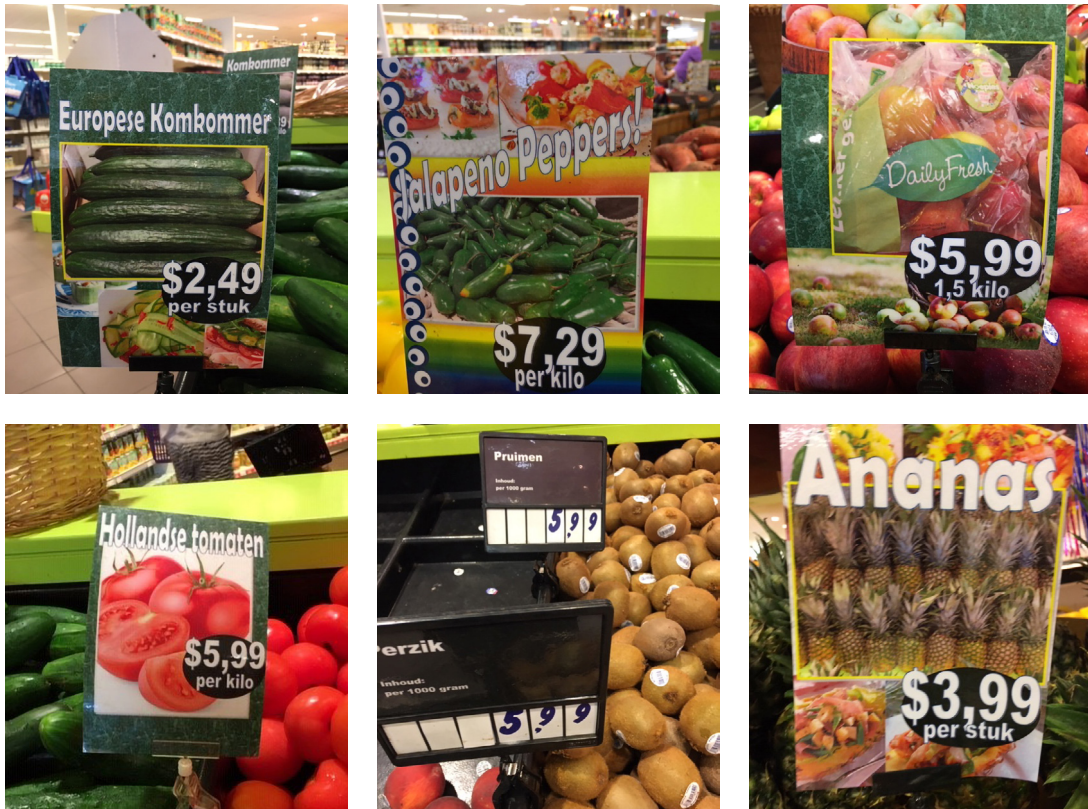 Komkommer
Europese Komkommer
$2,49
per stuk
Jalapeno Peppers!
$7,29
per kilo
DailyFresh
$5,99
1,5 kilo
Hollandse tomaten
$5,99
per kilo
Pruimen
Inhoud:
per 1000 gram
5,99
Perzik
Inhoud:
per 1000 gram
5,99
Ananas
$3,99
per stuk